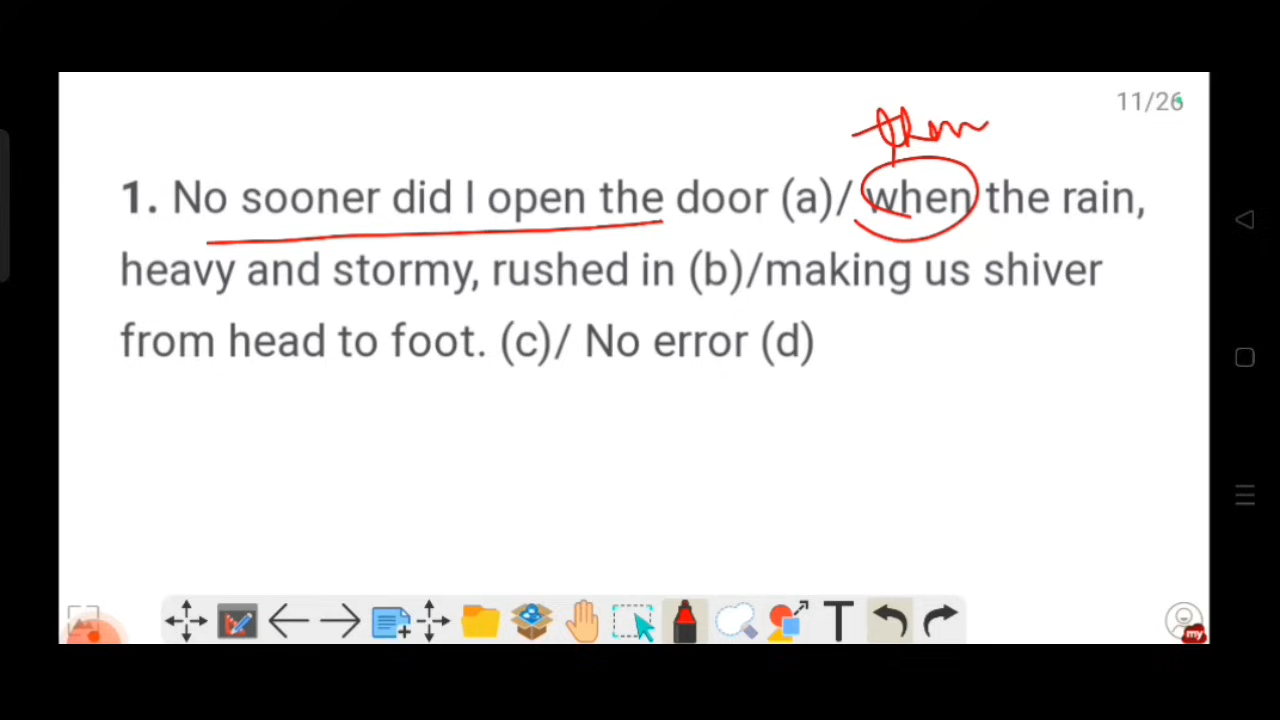 11/26
than
1. No sooner did I open the door (a)/ when the rain,
heavy and stormy, rushed in (b)/making us shiver
from head to foot. (c)/ No error (d)
T
my